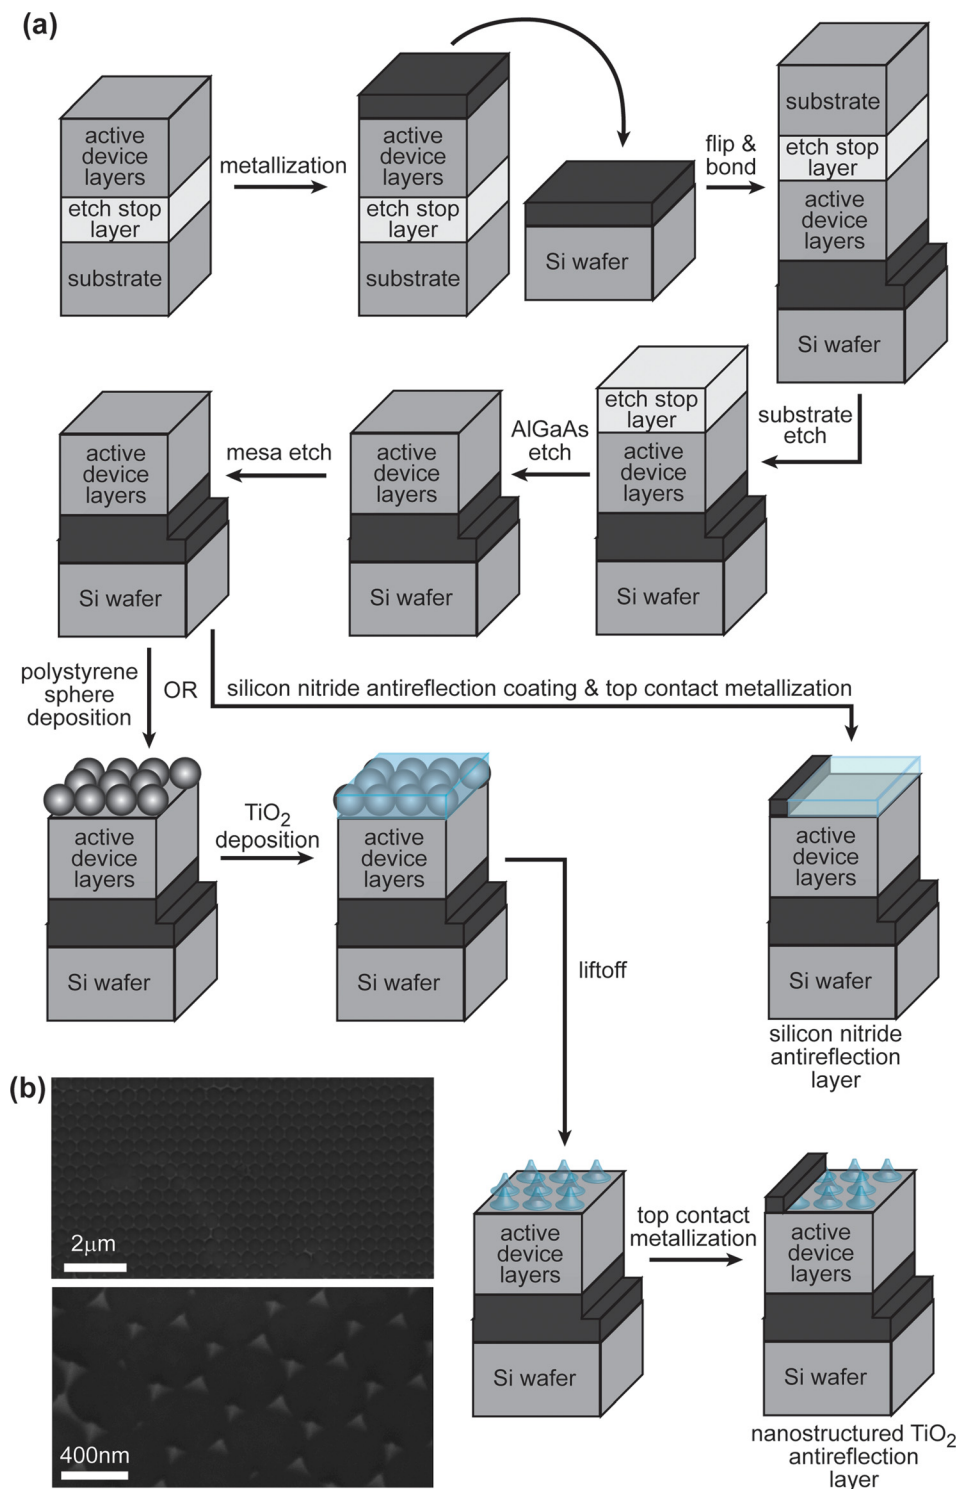 (a)
active
device
layers
etch stop
layer
substrate
metallization
active
device
layers
etch stop
layer
substrate
Si wafer
flip &
bond
substrate
etch stop
layer
active
device
layers
Si wafer
substrate
etch
etch stop
layer
active
device
layers
Si wafer
AlGaAs
etch
active
device
layers
Si wafer
mesa etch
active
device
layers
Si wafer
polystyrene
sphere
deposition
OR
silicon nitride antireflection coating & top contact metallization
active
device
layers
Si wafer
TiO2
deposition
active
device
layers
Si wafer
liftoff
active
device
layers
Si wafer
silicon nitride
antireflection
layer
(b)
2μm
400nm
active
device
layers
Si wafer
top contact
metallization
active
device
layers
Si wafer
nanostructured TiO2
antireflection
layer